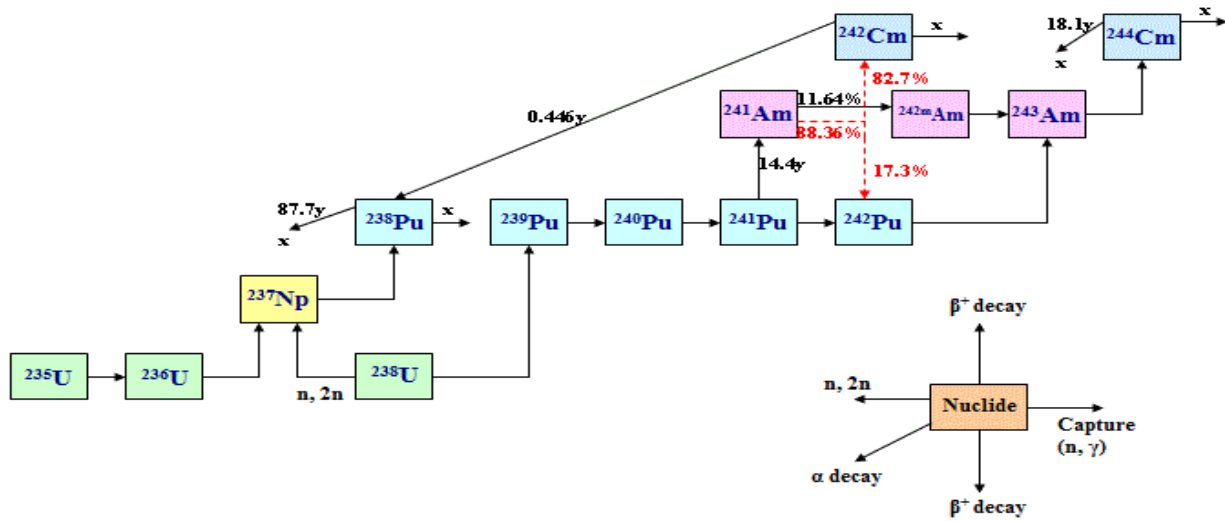 ²⁴²Cm
x
18.1y
x
²⁴⁴Cm
x
82.7%
²⁴¹Am
11.64%
²⁴²ᵐAm
²⁴³Am
0.446y
88.36%
14.4y
17.3%
87.7y
x
²³⁸Pu
x
²³⁹Pu
²⁴⁰Pu
²⁴¹Pu
²⁴²Pu
²³⁷Np
²³⁵U
²³⁶U
n, 2n
²³⁸U
β⁺ decay
n, 2n
Nuclide
Capture
(n, γ)
α decay
β⁺ decay